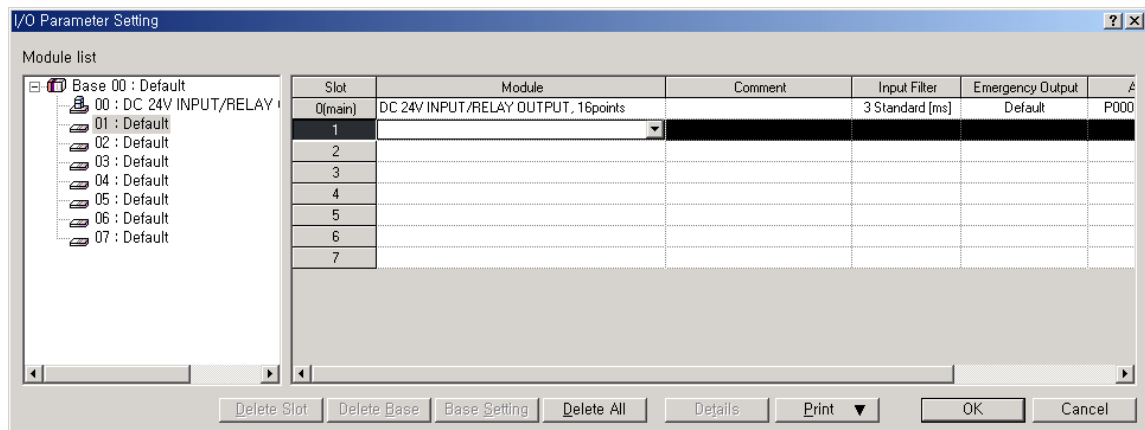 I/O Parameter Setting
Module list
Base 00 : Default
00 : DC 24V INPUT/RELAY
01 : Default
02 : Default
03 : Default
04 : Default
05 : Default
06 : Default
07 : Default
Slot Module Comment Input Filter Emergency Output
0(main) DC 24V INPUT/RELAY OUTPUT, 16points 3 Standard [ms] Default P000
1
2
3
4
5
6
7
Delete Slot Delete Base Base Setting Delete All Details Print ▼ OK Cancel